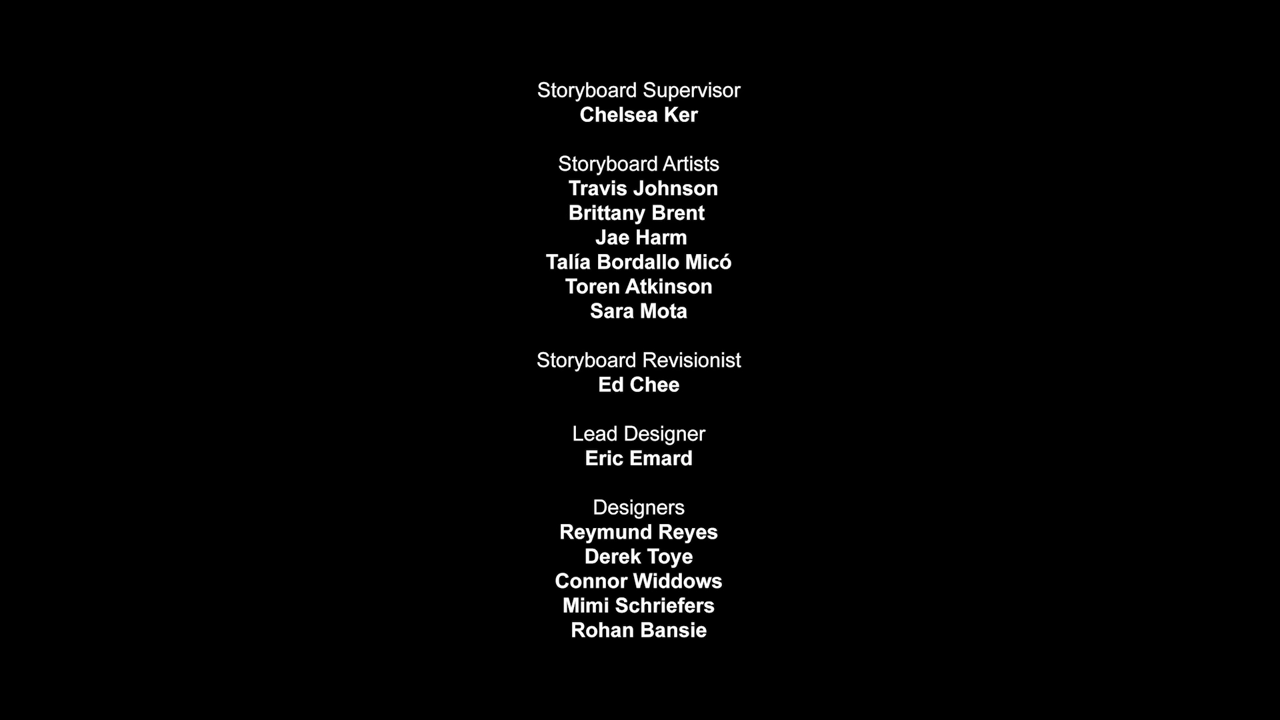 Storyboard Supervisor
Chelsea Ker
Storyboard Artists
Travis Johnson
Brittany Brent
Jae Harm
Talía Bordallo Micó
Toren Atkinson
Sara Mota
Storyboard Revisionist
Ed Chee
Lead Designer
Eric Emard
Designers
Reymund Reyes
Derek Toye
Connor Widdows
Mimi Schriefers
Rohan Bansie